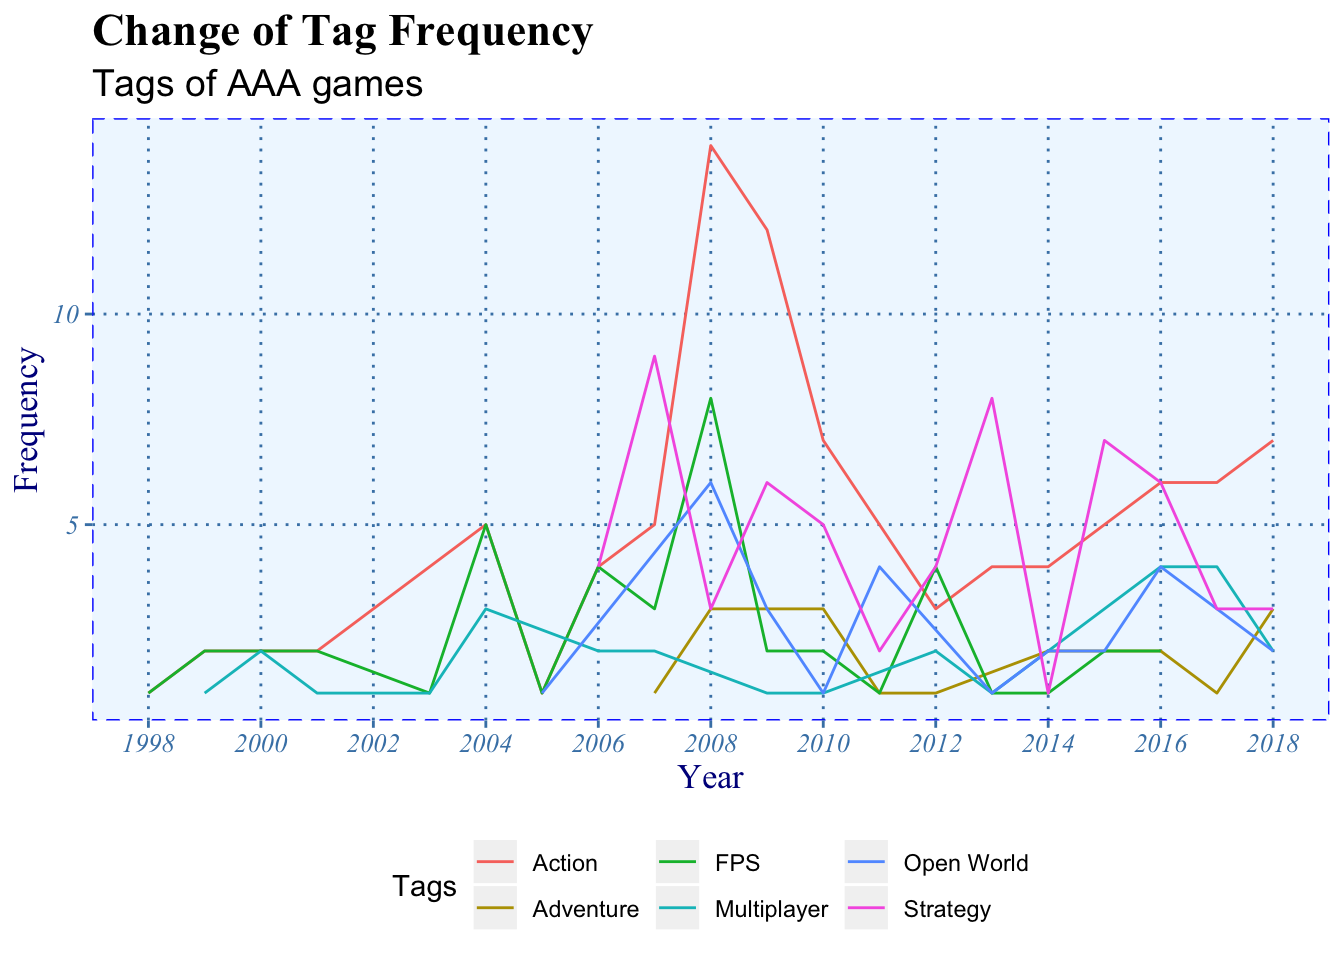 Change of Tag Frequency
Tags of AAA games
Frequency
10
5
1998 2000 2002 2004 2006 2008 2010 2012 2014 2016 2018
Year
Tags
Action FPS Open World
Adventure Multiplayer Strategy